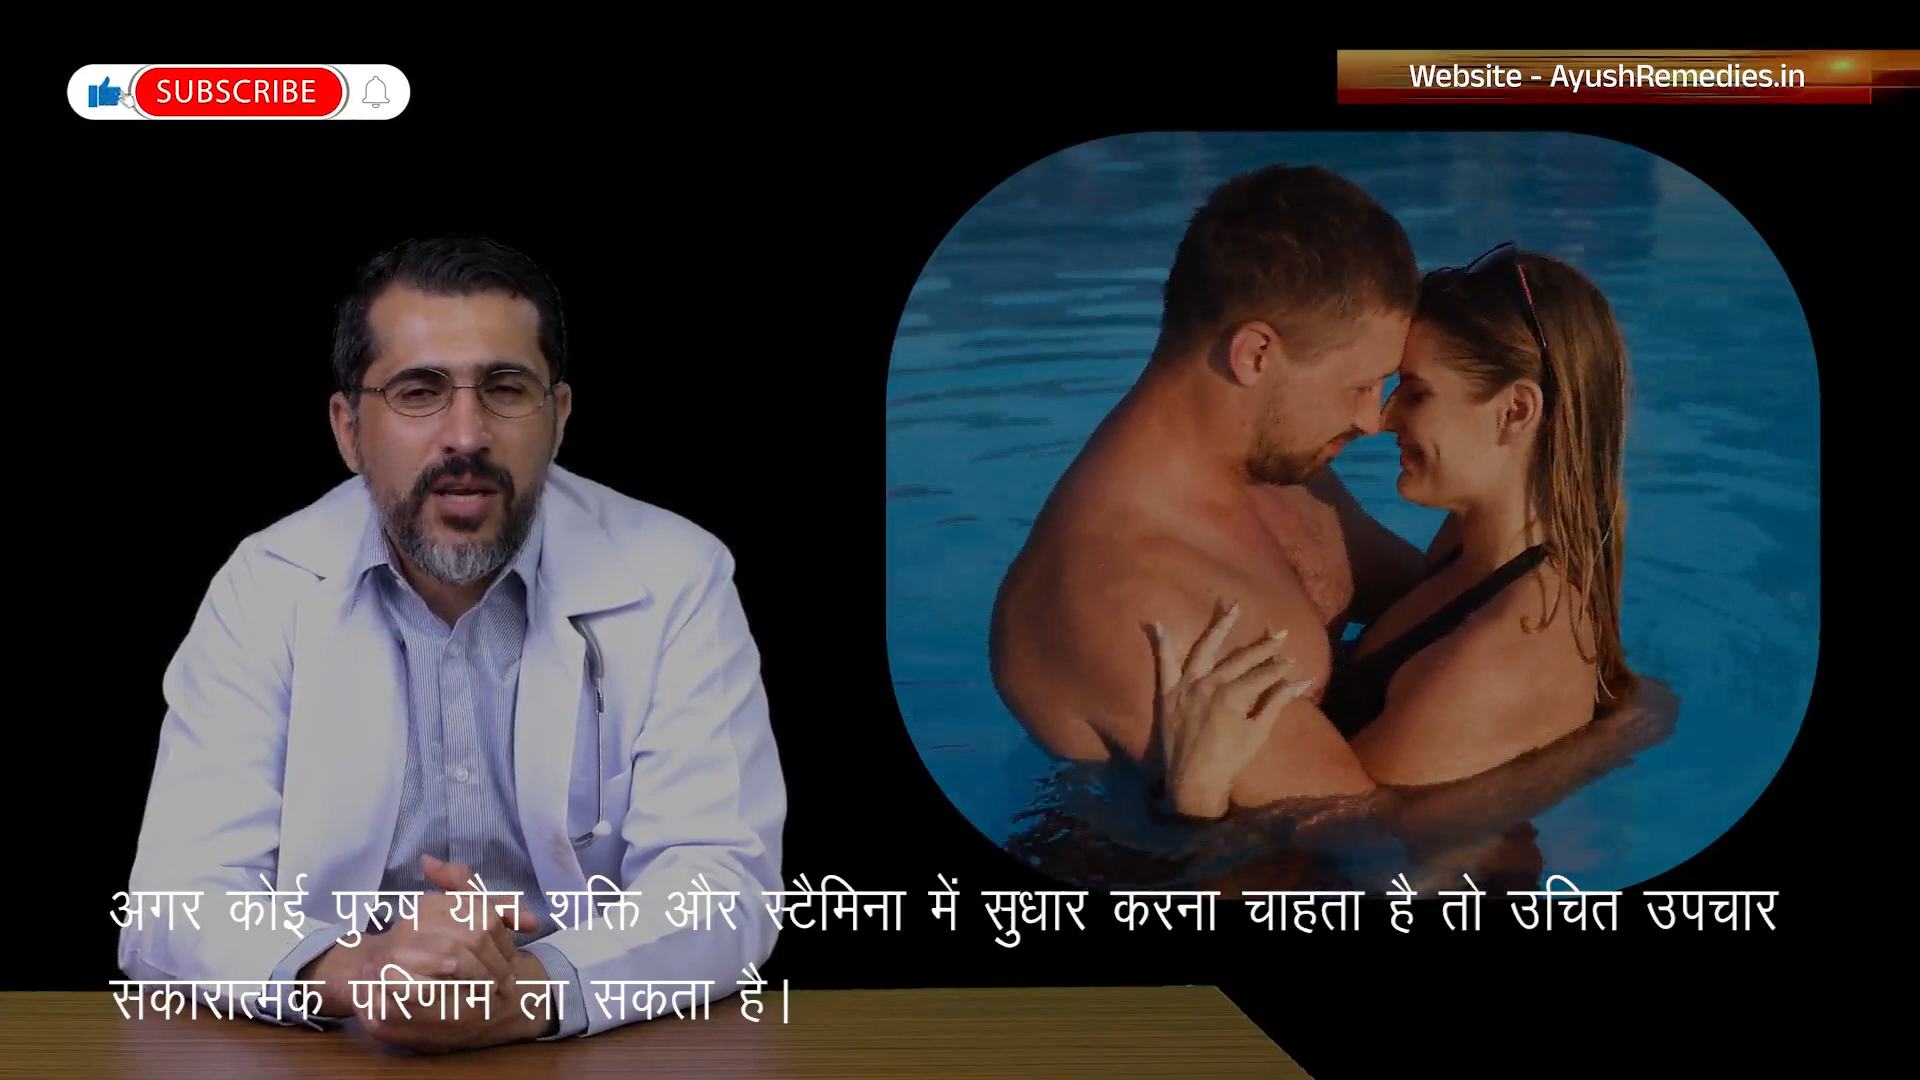 SUBSCRIBE
Website - AyushRemedies.in
अगर कोई पुरुष यौन शक्ति और स्टैमिना में सुधार करना चाहता है तो उचित उपचार
सकारात्मक परिणाम ला सकता है।